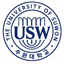 THE UNIVERSITY OF SUWON
USW
수원대학교